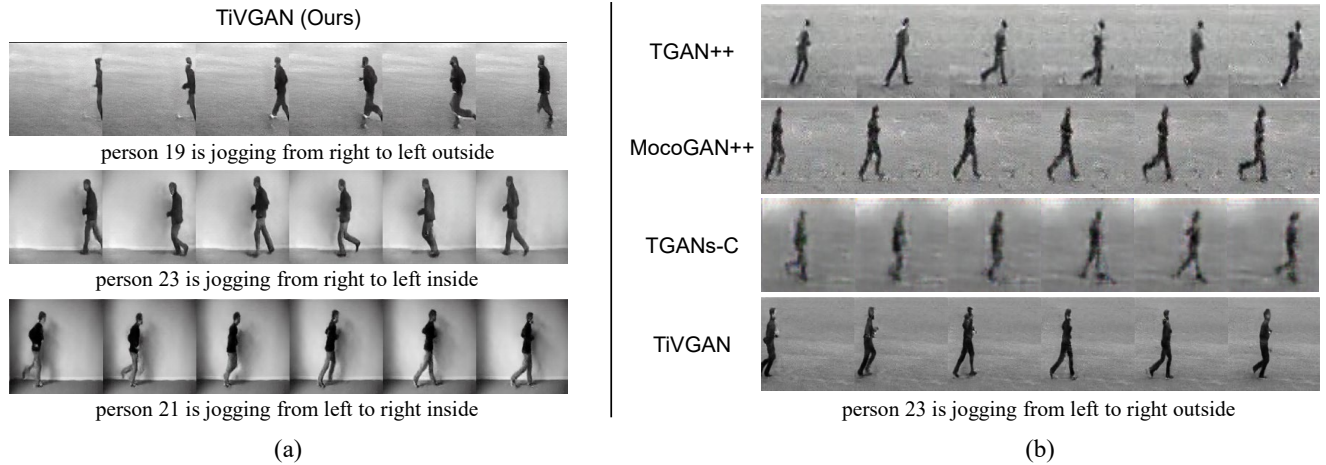 TiVGAN (Ours)
person 19 is jogging from right to left outside
person 23 is jogging from right to left inside
person 21 is jogging from left to right inside
(a)
TGAN++
MocoGAN++
TGANs-C
TiVGAN
person 23 is jogging from left to right outside
(b)